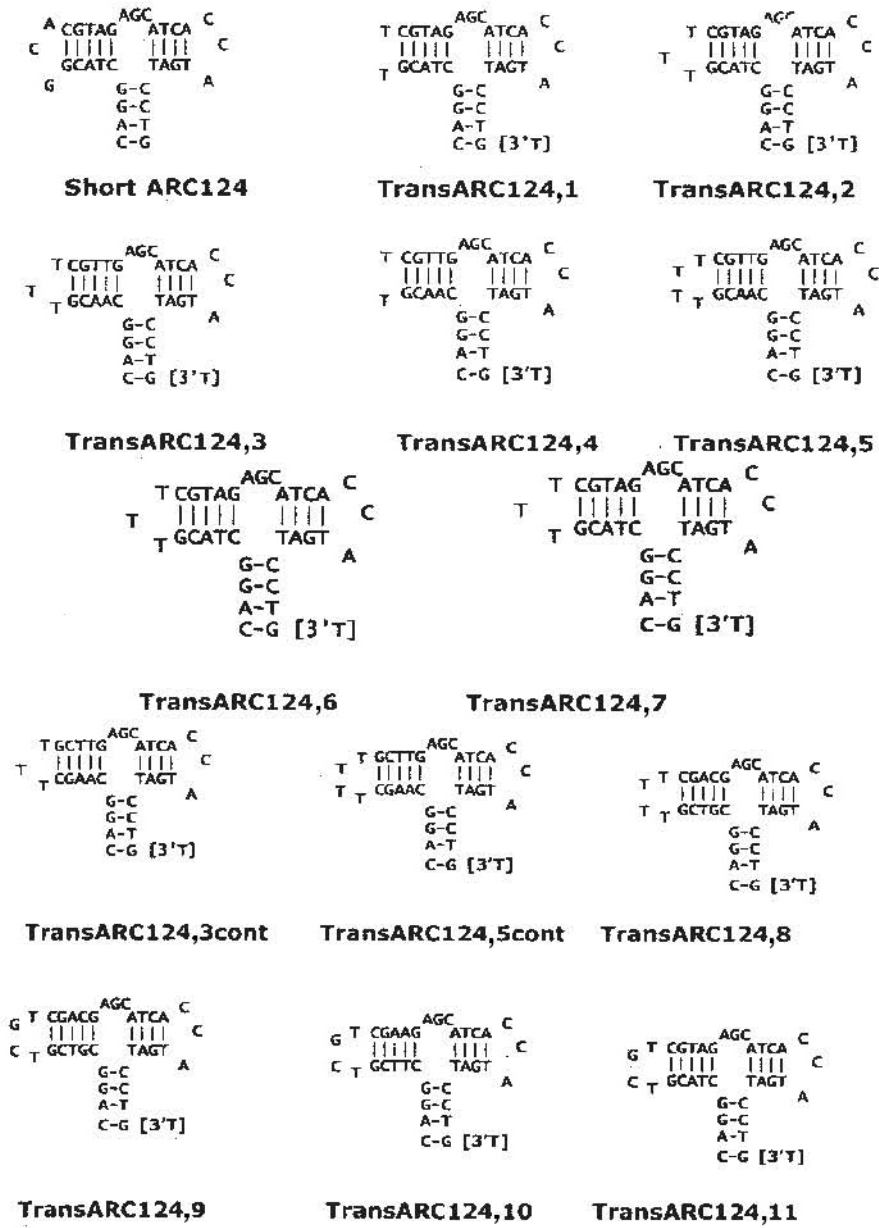 A CGTAG AGC ATCA C
C C
G GCATC TAGT A
G-C
G-C
A-T
C-G
Short ARC124
T CGTAG AGC ATCA C
C
T GCATC TAGT A
G-C
G-C
A-T
C-G [3'T]
TransARC124,1
T CGTAG AGC ATCA C
T C
T GCATC TAGT A
G-C
G-C
A-T
C-G [3'T]
TransARC124,2
T CGTTG AGC ATCA C
T C
T GCAAC TAGT A
G-C
G-C
A-T
C-G [3'T]
TransARC124,3
T CGTTG AGC ATCA C
C
T GCAAC TAGT A
G-C
G-C
A-T
C-G [3'T]
TransARC124,4
T T CGTTG AGC ATCA C
C
T T GCAAC TAGT A
G-C
G-C
A-T
C-G [3'T]
TransARC124,5
T CGTAG AGC ATCA C
T C
T GCATC TAGT A
G-C
G-C
A-T
C-G [3'T]
TransARC124,6
T CGTAG AGC ATCA C
T C
T GCATC TAGT A
G-C
G-C
A-T
C-G [3'T]
TransARC124,7
T GCTTG AGC ATCA C
T C
T CGAAC TAGT A
G-C
G-C
A-T
C-G [3'T]
TransARC124,3cont
T T GCTTG AGC ATCA C
C
T T CGAAC TAGT A
G-C
G-C
A-T
C-G [3'T]
TransARC124,5cont
T T CGACG AGC ATCA C
C
T T GCTGC TAGT A
G-C
G-C
A-T
C-G [3'T]
TransARC124,8
G T CGACG AGC ATCA C
C
C T GCTGC TAGT A
G-C
G-C
A-T
C-G [3'T]
TransARC124,9
G T CGAAG AGC ATCA C
C
C T GCTTC TAGT A
G-C
G-C
A-T
C-G [3'T]
TransARC124,10
G T CGTAG AGC ATCA C
C
C T GCATC TAGT A
G-C
G-C
A-T
C-G [3'T]
TransARC124,11